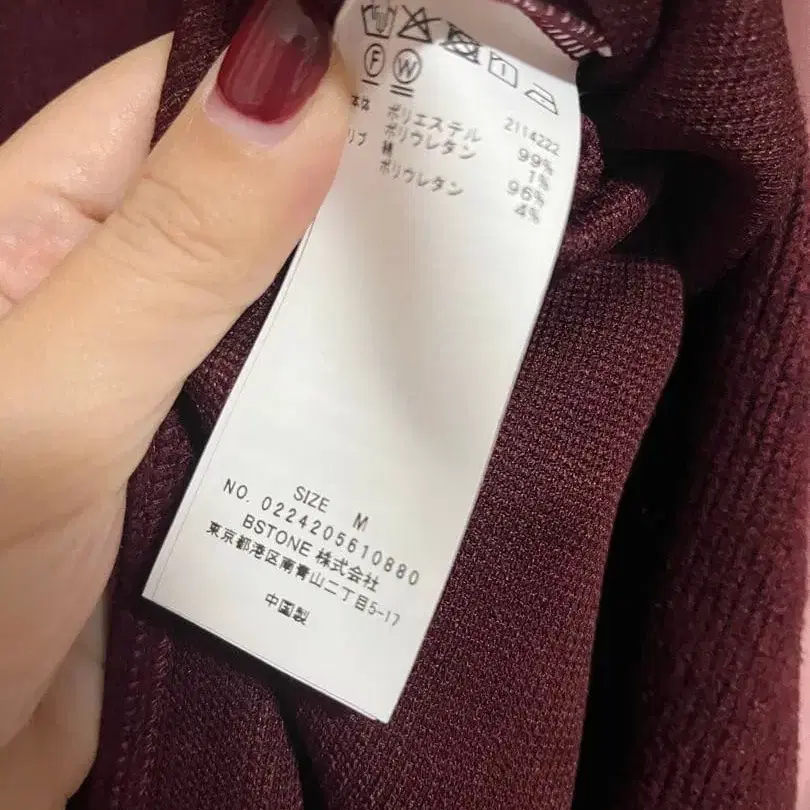 F W
2114222
本体 ポリエステル 99%
ポリウレタン 1%
リブ 綿 96%
ポリウレタン 4%
SIZE M
NO. 0224205610880
BSTONE 株式会社
東京都港区南青山二丁目5-17
中国製